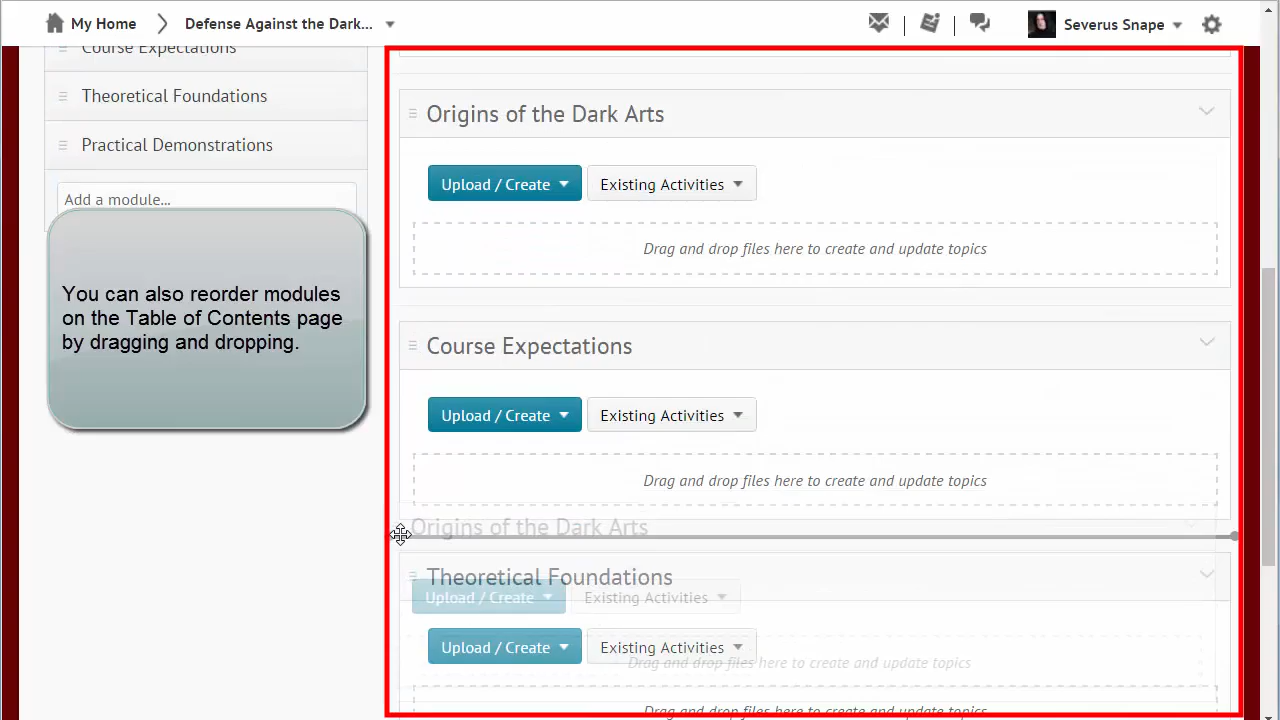 My Home
Defense Against the Dark...
Severus Snape
Course Expectations
Theoretical Foundations
Practical Demonstrations
Add a module...
You can also reorder modules
on the Table of Contents page
by dragging and dropping.
Origins of the Dark Arts
Upload / Create Existing Activities
Drag and drop files here to create and update topics
Course Expectations
Upload / Create Existing Activities
Drag and drop files here to create and update topics
Origins of the Dark Arts
Theoretical Foundations
Upload / Create Existing Activities
Upload / Create Existing Activities
Drag and drop files here to create and update topics
Drag and drop files here to create and update topics